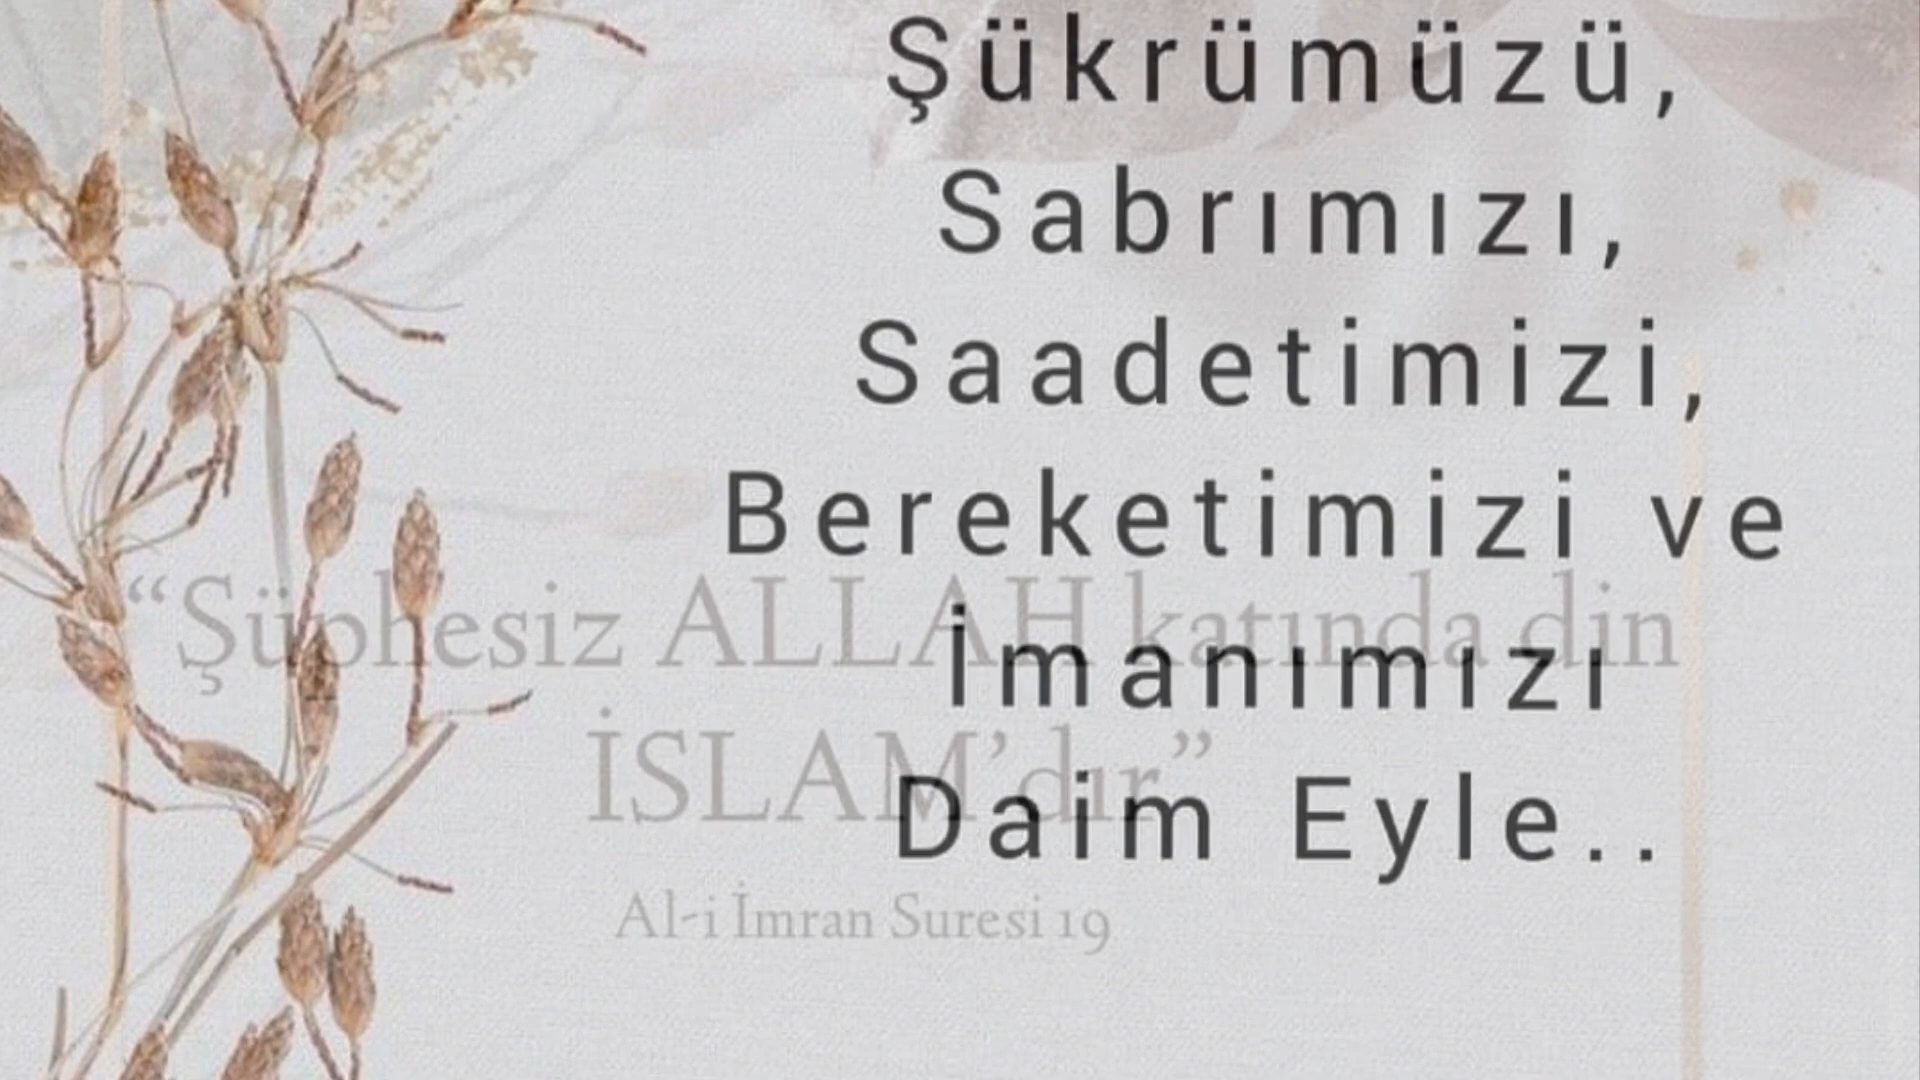 Şükrümüzü,
Sabrımızı,
Saadetimizi,
Bereketimizi ve
İmanımızı
Daim Eyle..
“Şüphesiz ALLAH katında din
İSLAM’dır”
Al-i İmran Suresi 19